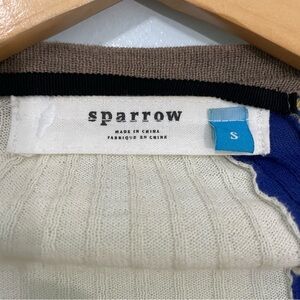 sparrow
MADE IN CHINA
FABRIQUÉ EN CHINE
S